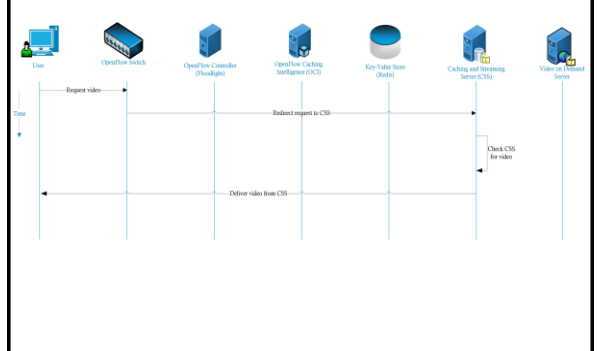 User
OpenFlow Switch
OpenFlow Controller
(Floodlight)
OpenFlow Caching
Intelligence (OCI)
Key-Value Store
(Redis)
Caching and Streaming
Server (CSS)
Video on Demand
Server
Request video
Time
Redirect request to CSS
Check CSS
for video
Deliver video from CSS